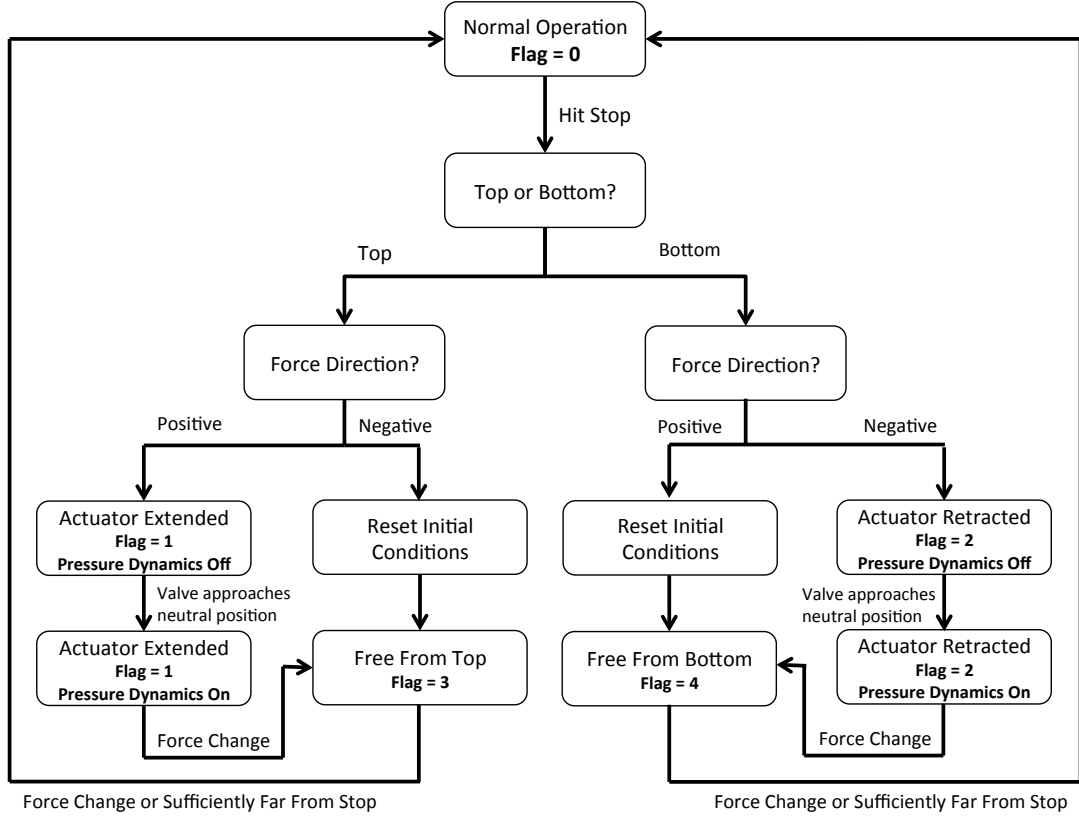 Normal Operation
Flag = 0
Hit Stop
Top or Bottom?
Top
Bottom
Force Direction?
Force Direction?
Positive
Negative
Positive
Negative
Actuator Extended
Flag = 1
Pressure Dynamics Off
Reset Initial
Conditions
Reset Initial
Conditions
Actuator Retracted
Flag = 2
Pressure Dynamics Off
Valve approaches
neutral position
Valve approaches
neutral position
Actuator Extended
Flag = 1
Pressure Dynamics On
Free From Top
Flag = 3
Free From Bottom
Flag = 4
Actuator Retracted
Flag = 2
Pressure Dynamics On
Force Change
Force Change
Force Change or Sufficiently Far From Stop
Force Change or Sufficiently Far From Stop